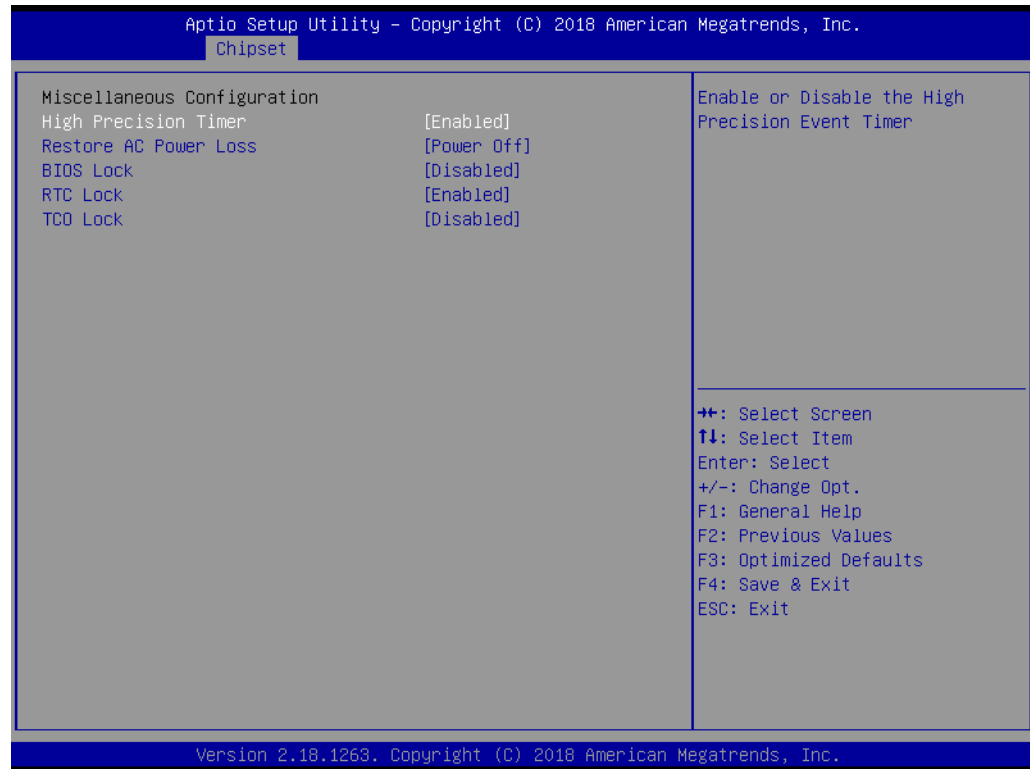 Aptio Setup Utility – Copyright (C) 2018 American Megatrends, Inc.
Chipset
Miscellaneous Configuration
High Precision Timer [Enabled]
Restore AC Power Loss [Power Off]
BIOS Lock [Disabled]
RTC Lock [Enabled]
TCO Lock [Disabled]
Enable or Disable the High
Precision Event Timer
→←: Select Screen
↑↓: Select Item
Enter: Select
+/-: Change Opt.
F1: General Help
F2: Previous Values
F3: Optimized Defaults
F4: Save & Exit
ESC: Exit
Version 2.18.1263. Copyright (C) 2018 American Megatrends, Inc.